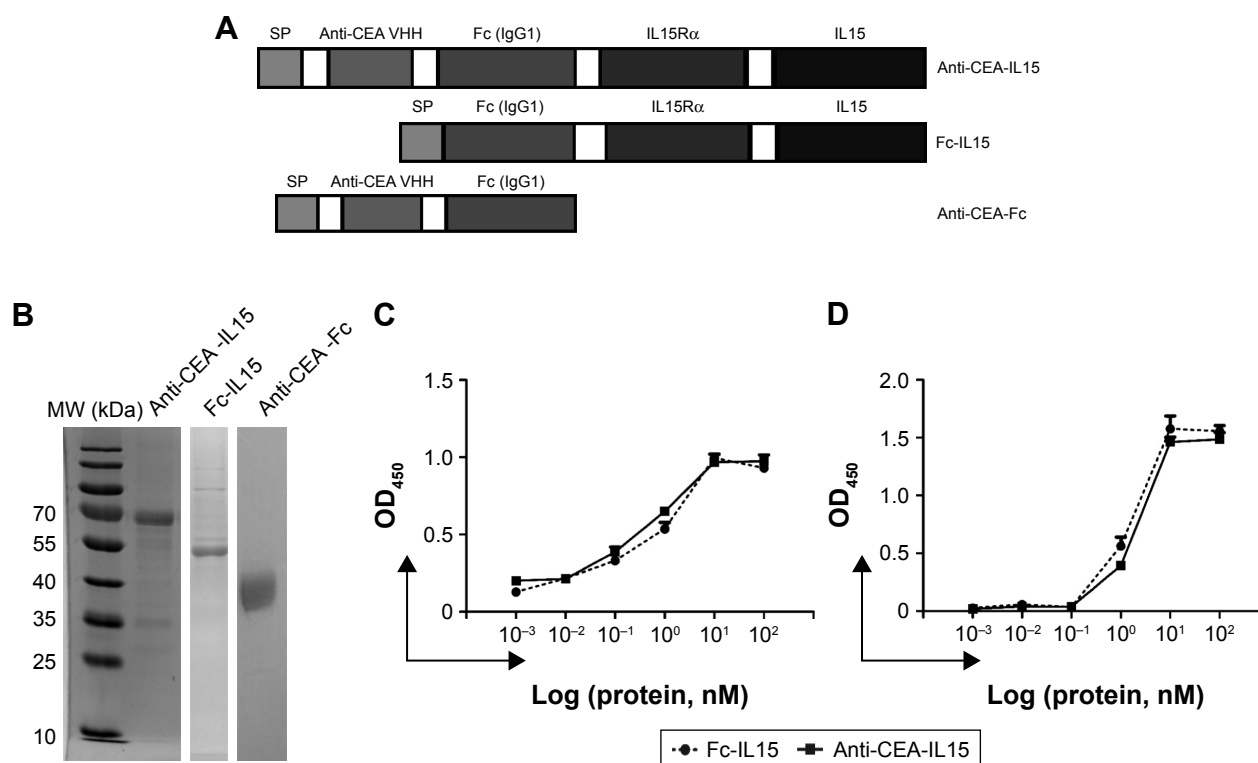 A
SP Anti-CEA VHH Fc (IgG1) IL15Rα IL15
Anti-CEA-IL15
SP Fc (IgG1) IL15Rα IL15
Fc-IL15
SP Anti-CEA VHH Fc (IgG1)
Anti-CEA-Fc
B
MW (kDa) Anti-CEA -IL15 Fc-IL15 Anti-CEA -Fc
70
55
40
35
25
10
C
OD₄₅₀
1.5
1.0
0.5
0
10⁻³ 10⁻² 10⁻¹ 10⁰ 10¹ 10²
Log (protein, nM)
D
OD₄₅₀
2.0
1.5
1.0
0.5
0
10⁻³ 10⁻² 10⁻¹ 10⁰ 10¹ 10²
Log (protein, nM)
Fc-IL15 Anti-CEA-IL15